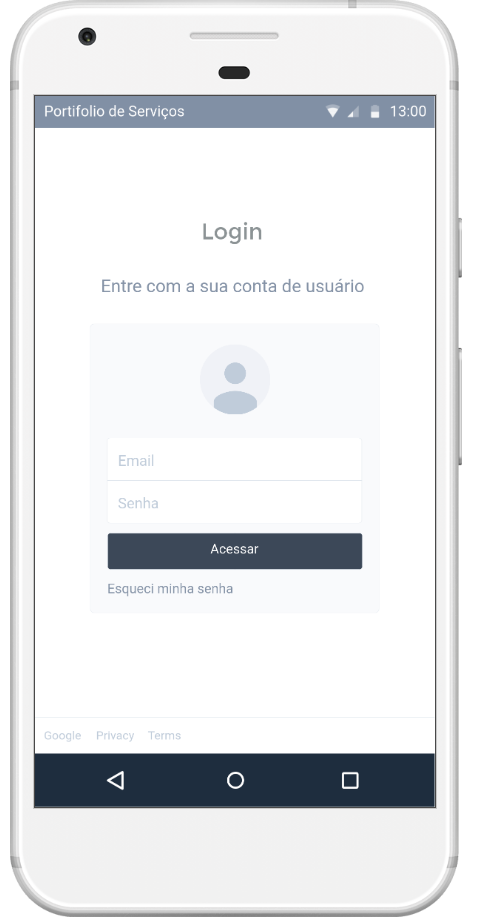 Portifolio de Serviços 13:00
Login
Entre com a sua conta de usuário
Email
Senha
Acessar
Esqueci minha senha
Google Privacy Terms